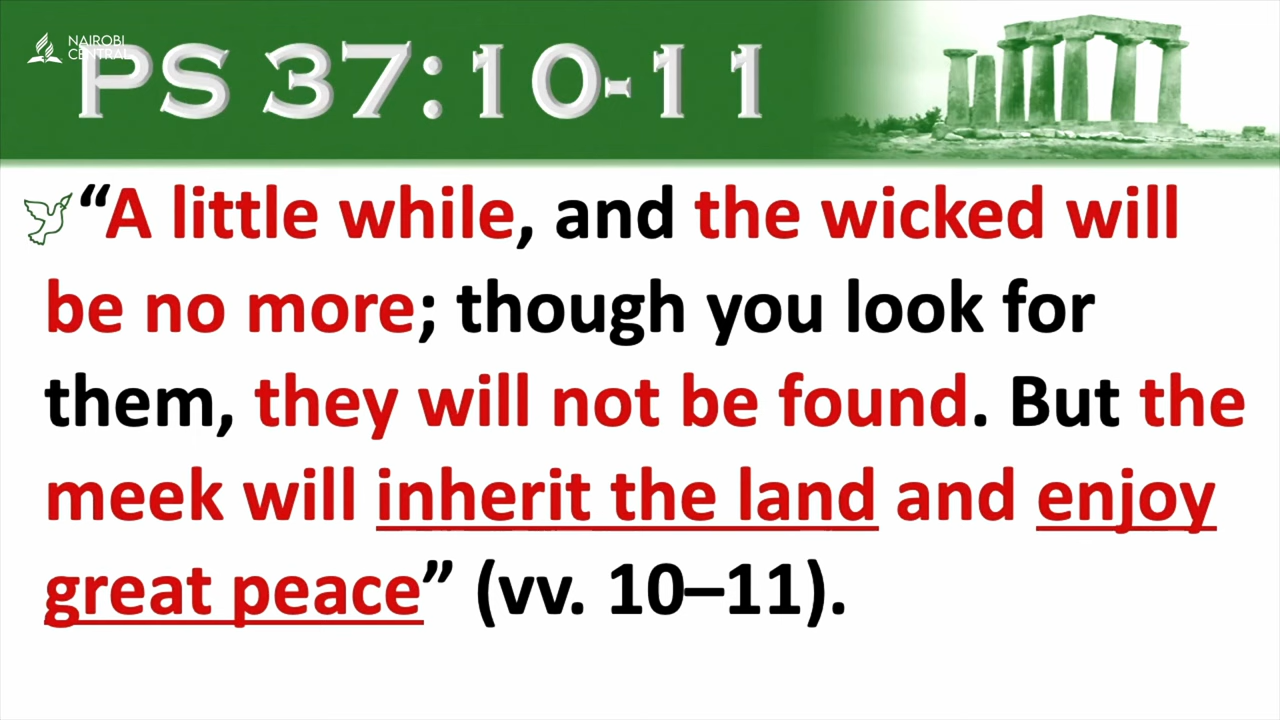 NAIROBI
CENTRAL
PS 37:10-11
“A little while, and the wicked will
be no more; though you look for
them, they will not be found. But the
meek will inherit the land and enjoy
great peace” (vv. 10–11).